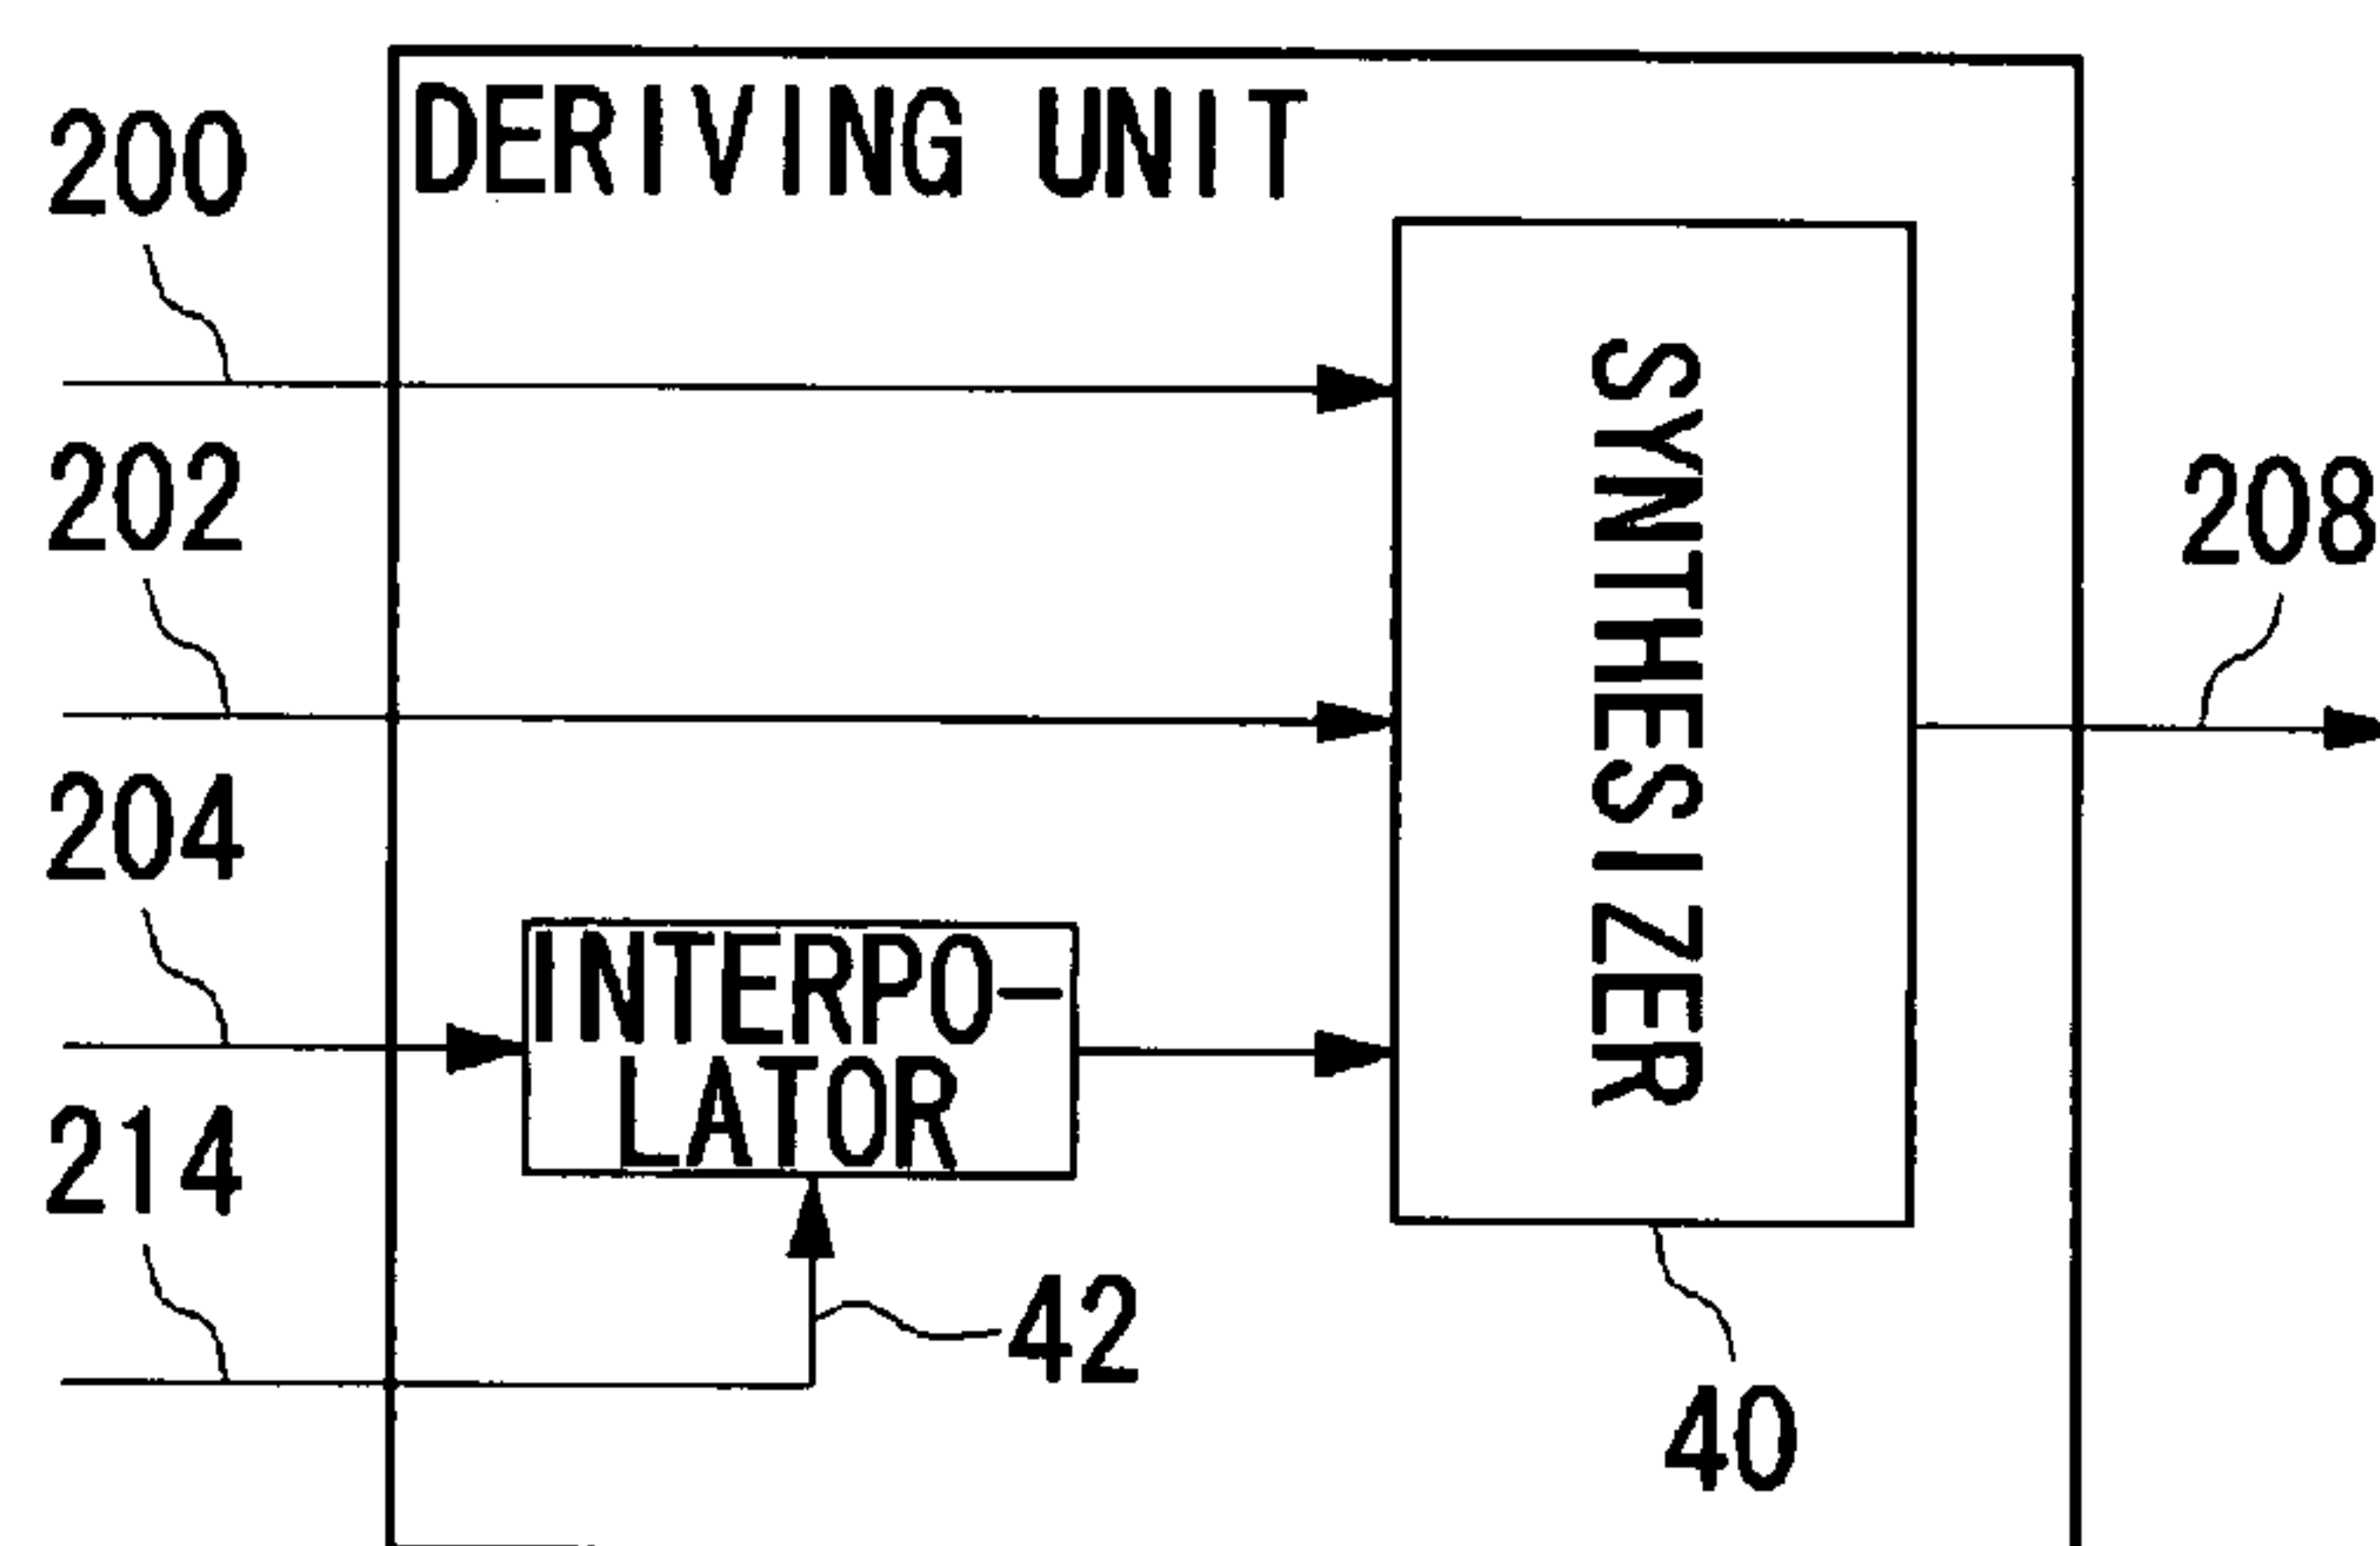 DERIVING UNIT
200
202
204
214
INTERPO-
LATOR
SYNTHESIZER
208
42
40